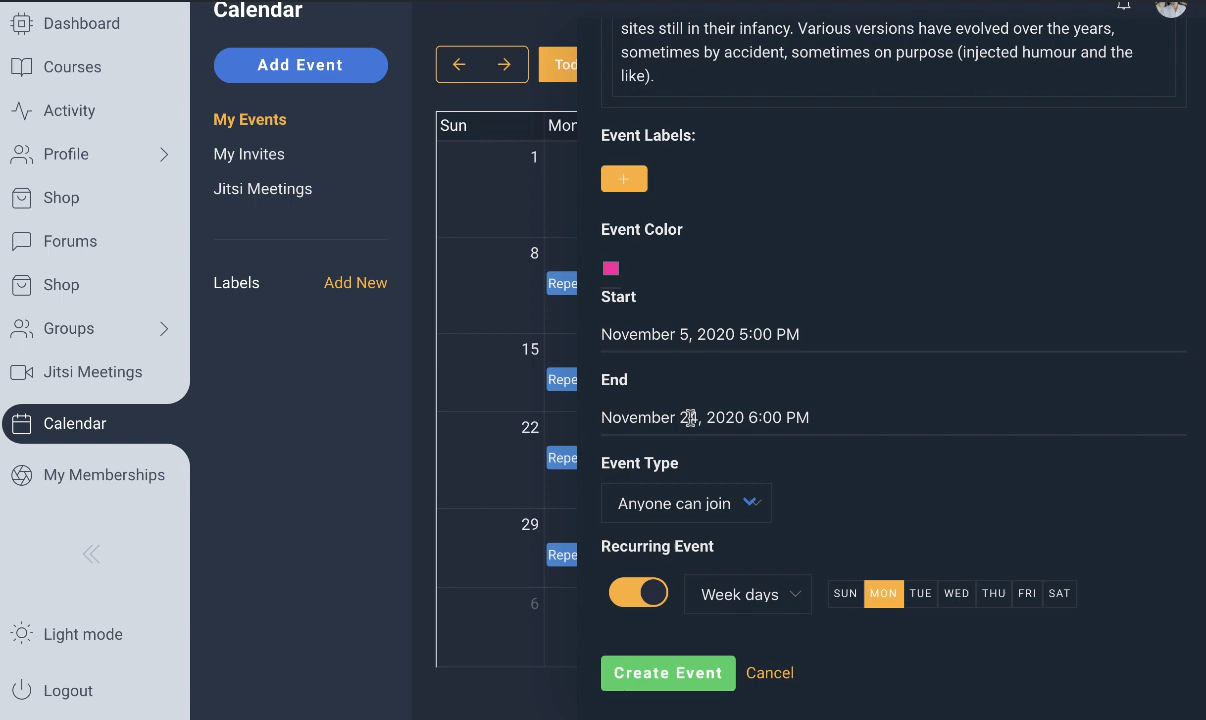 Dashboard
Courses
Activity
Profile
Shop
Forums
Shop
Groups
Jitsi Meetings
Calendar
My Memberships
Light mode
Logout
Calendar
Add Event
My Events
My Invites
Jitsi Meetings
Labels Add New
Sun Mon
1
8
15
22
29
6
sites still in their infancy. Various versions have evolved over the years,
sometimes by accident, sometimes on purpose (injected humour and the
like).
Event Labels:
+
Event Color
Start
November 5, 2020 5:00 PM
End
November 24, 2020 6:00 PM
Event Type
Anyone can join
Recurring Event
Week days SUN MON TUE WED THU FRI SAT
Create Event Cancel